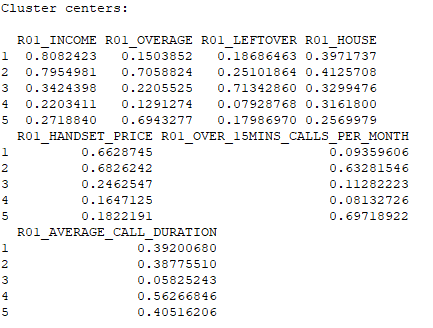 Cluster centers:
R01_INCOME R01_OVERAGE R01_LEFTOVER R01_HOUSE
1 0.8082423 0.1503852 0.18686463 0.3971737
2 0.7954981 0.7058824 0.25101864 0.4125708
3 0.3424398 0.2205525 0.71342860 0.3299476
4 0.2203411 0.1291274 0.07928768 0.3161800
5 0.2718840 0.6943277 0.17986970 0.2569979
R01_HANDSET_PRICE R01_OVER_15MINS_CALLS_PER_MONTH
1 0.6628745 0.09359606
2 0.6826242 0.63281546
3 0.2462547 0.11282223
4 0.1647125 0.08132726
5 0.1822191 0.69718922
R01_AVERAGE_CALL_DURATION
1 0.39200680
2 0.38775510
3 0.05825243
4 0.56266846
5 0.40516206